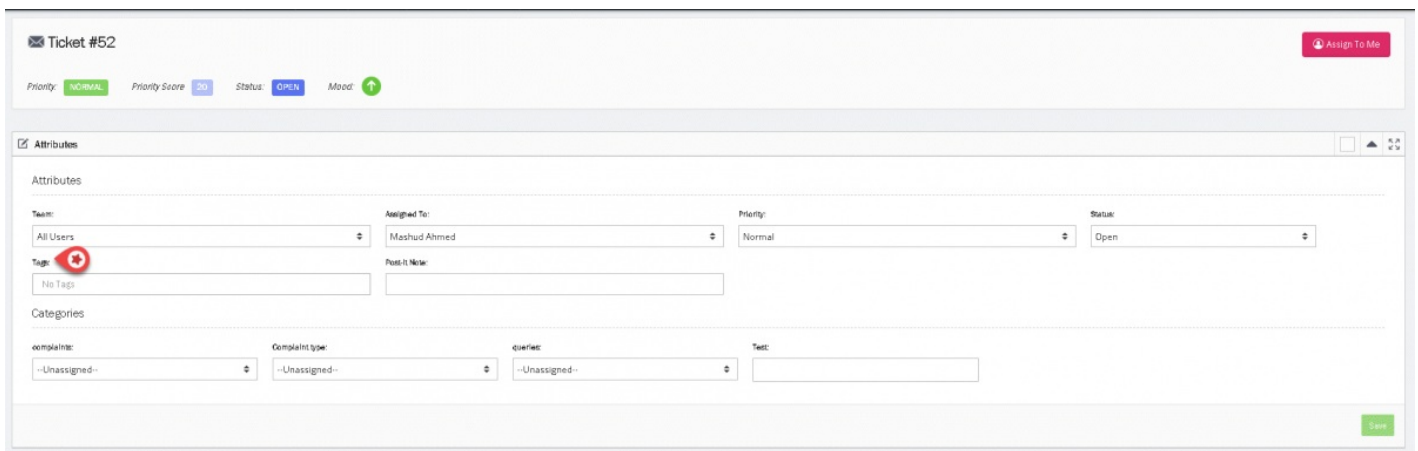 Ticket #52
Assign To Me
Priority: NORMAL Priority Score 20 Status: OPEN Mood:
Attributes
Attributes
Team: Assigned To: Priority: Status:
All Users Mashud Ahmed Normal Open
Tags: Post-It Note:
No Tags
Categories
complaints: Complaint type: queries: Test:
--Unassigned-- --Unassigned-- --Unassigned--
Save